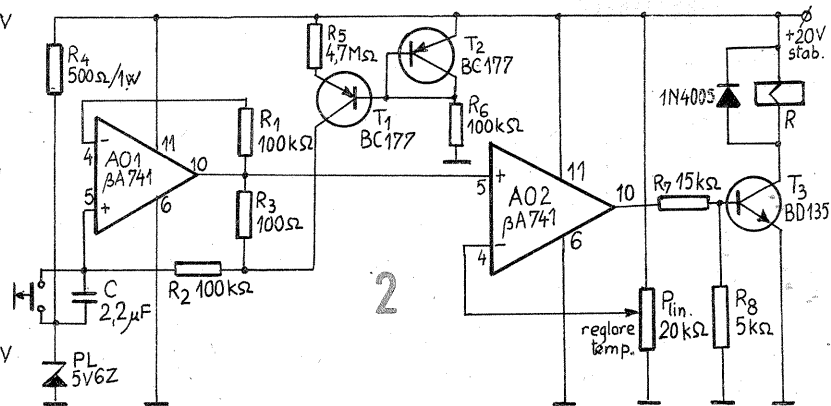 V
R4
500Ω/1W
4
-
AO1
βA741
5
+
11
10
6
R1
100kΩ
R3
100Ω
R2 100kΩ
C
2,2μF
V
PL
5V6Z
R5
4,7MΩ
T1
BC177
T2
BC177
R6
100kΩ
2
5
+
AO2
βA741
4
-
11
10
6
R7 15kΩ
reglare
temp.
Plin.
20kΩ
R8
5kΩ
1N4005
R
+20V
stab.
T3
BD135